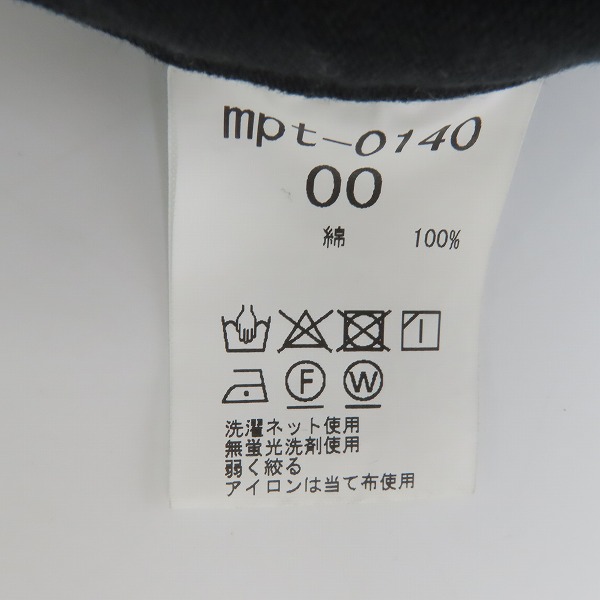 mpt-0140
00
綿 100%
F W
洗濯ネット使用
無蛍光洗剤使用
弱く絞る
アイロンは当て布使用